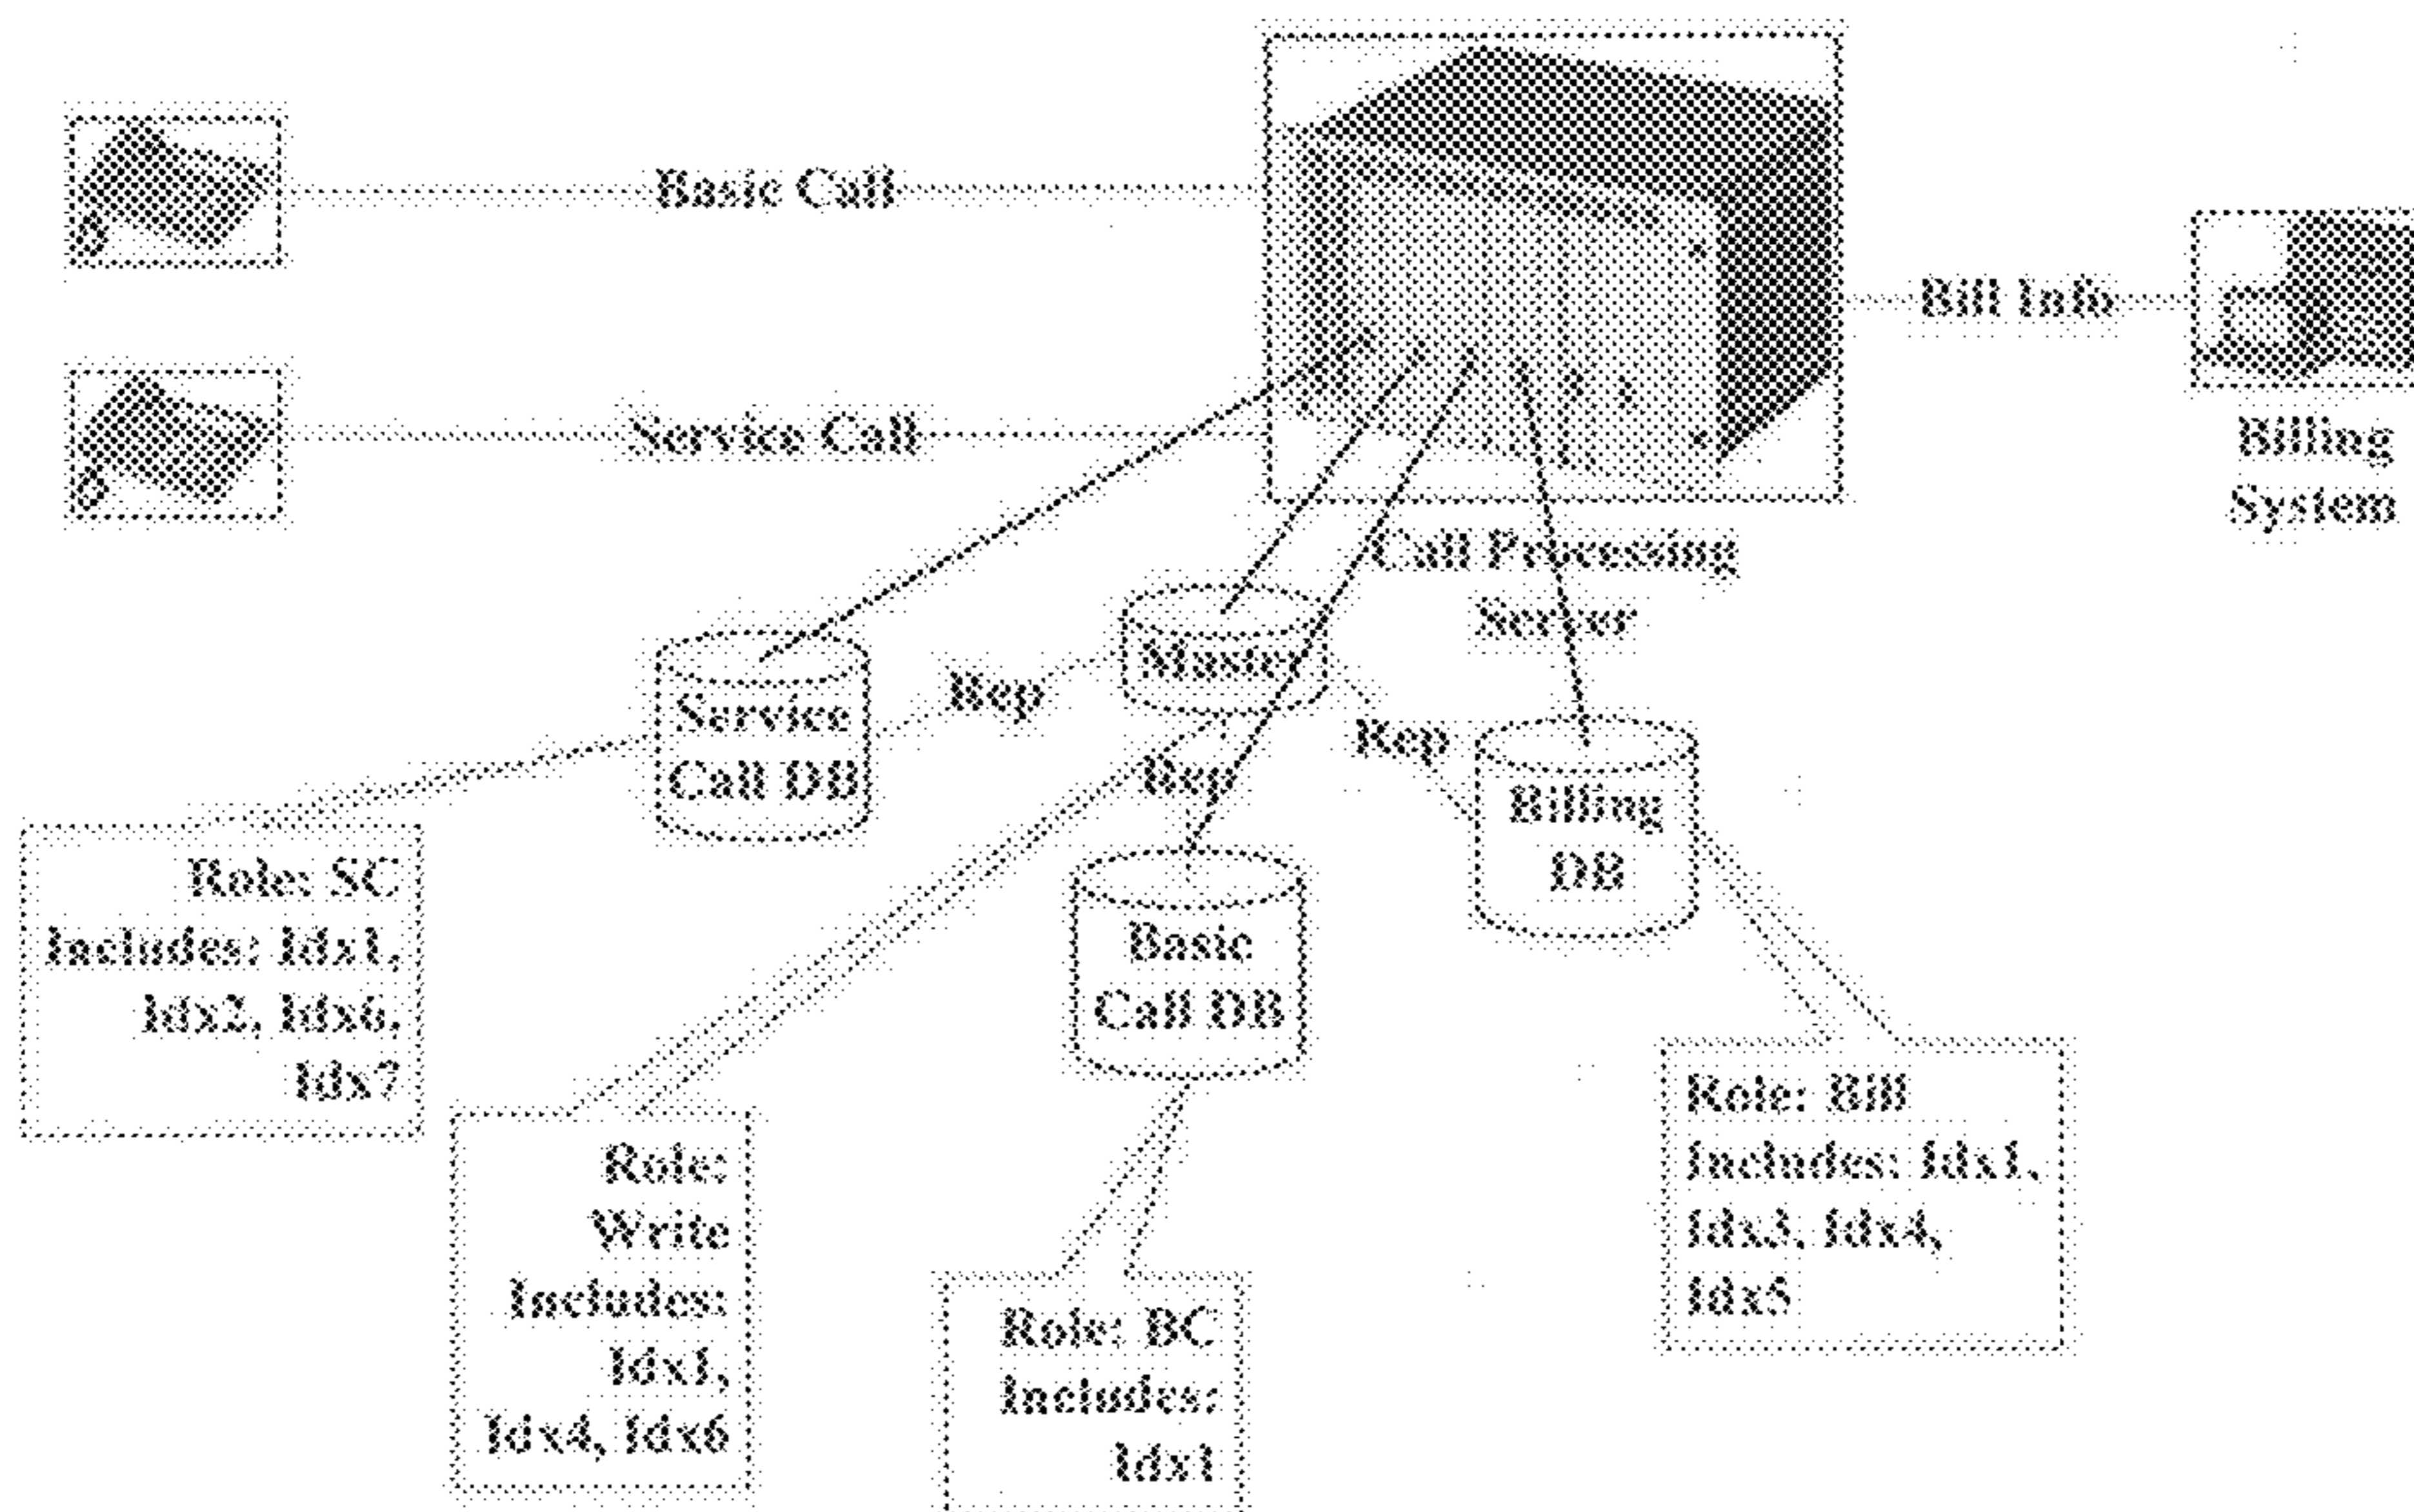 Basic Call
Bill Info
Service Call
Billing
System
Call Processing
Server
Master
Rep
Service
Call DB
Rep
Rep
Billing
DB
Basic
Call DB
Role: SC
Includes: Idx1,
Idx2, Idx6,
Idx7
Role:
Write
Includes:
Idx1,
Idx4, Idx6
Role: BC
Includes:
Idx1
Role: Bill
Includes: Idx1,
Idx3, Idx4,
Idx5